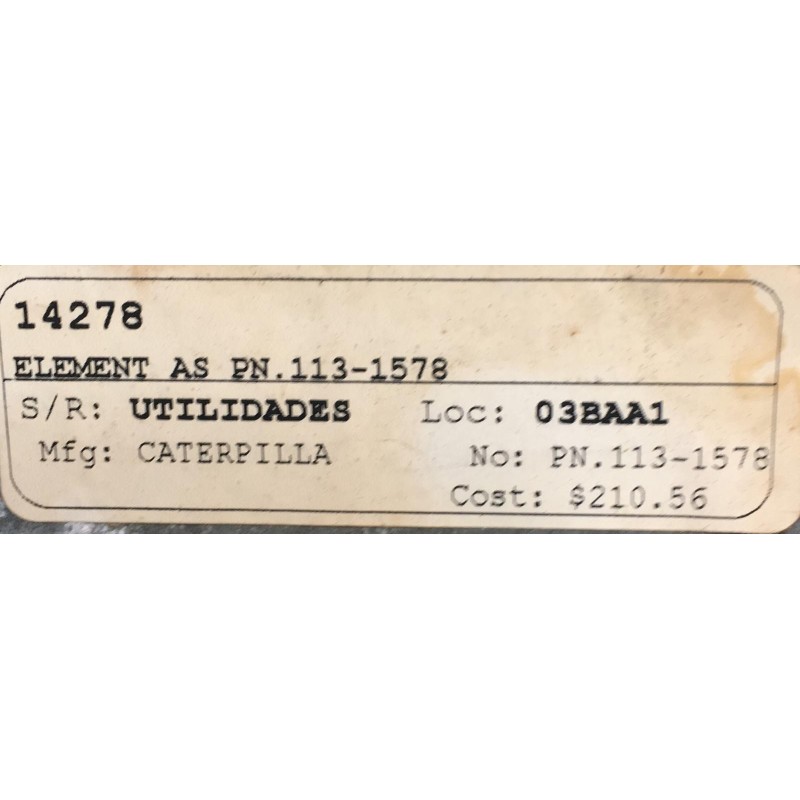 14278
ELEMENT AS PN.113-1578
S/R: UTILIDADES Loc: 03BAA1
Mfg: CATERPILLA No: PN.113-1578
Cost: $210.56